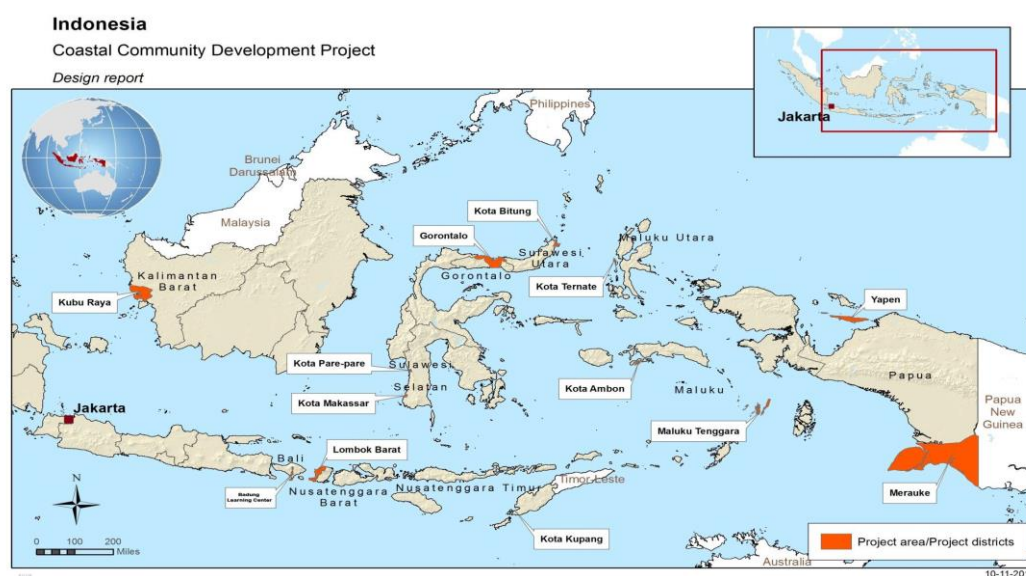 Indonesia
Coastal Community Development Project
Design report
Jakarta
Philippines
Brunei
Darussalam
Malaysia
Kota Bitung
Gorontalo
Maluku Utara
Sulawesi
Utara
Gorontalo
Kalimantan
Barat
Kota Ternate
Kubu Raya
Yapen
Kota Pare-pare
Sulawesi
Selatan
Kota Ambon
Papua
Maluku
Kota Makassar
Papua
New
Guinea
Jakarta
Maluku Tenggara
Lombok Barat
Bali
Badung
Learning Center
Nusatenggara
Barat
Nusatenggara Timur
Timor-Leste
Merauke
N
Kota Kupang
0 100 200
Miles
Project area/Project districts
Australia